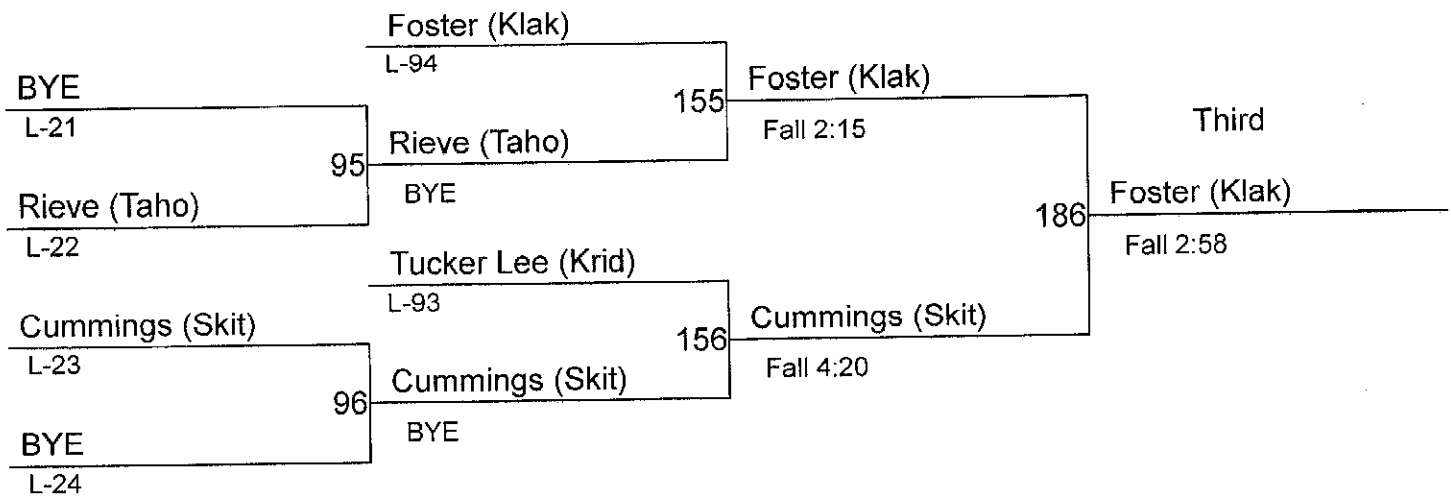 Foster (Klak)
L-94
BYE
L-21
155
Foster (Klak)
Fall 2:15
Third
95
Rieve (Taho)
BYE
Rieve (Taho)
L-22
186
Foster (Klak)
Fall 2:58
Tucker Lee (Krid)
L-93
Cummings (Skit)
L-23
156
Cummings (Skit)
Fall 4:20
96
Cummings (Skit)
BYE
BYE
L-24